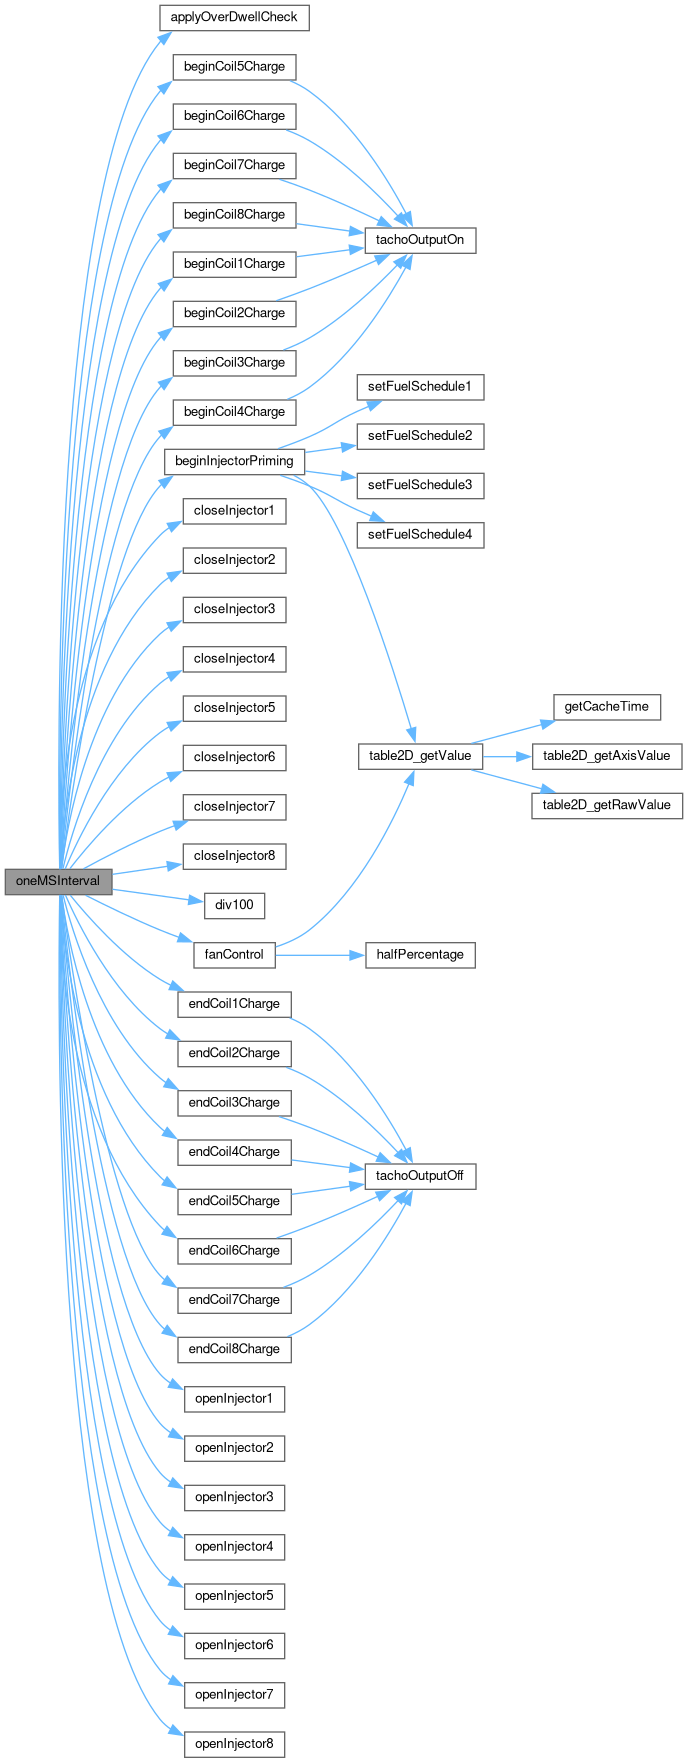 applyOverDwellCheck
beginCoil5Charge
beginCoil6Charge
beginCoil7Charge
beginCoil8Charge
tachoOutputOn
beginCoil1Charge
beginCoil2Charge
beginCoil3Charge
setFuelSchedule1
beginCoil4Charge
setFuelSchedule2
beginInjectorPriming
setFuelSchedule3
closeInjector1
setFuelSchedule4
closeInjector2
closeInjector3
closeInjector4
closeInjector5
getCacheTime
closeInjector6
table2D_getValue
table2D_getAxisValue
closeInjector7
table2D_getRawValue
closeInjector8
oneMSInterval
div100
fanControl
halfPercentage
endCoil1Charge
endCoil2Charge
endCoil3Charge
endCoil4Charge
tachoOutputOff
endCoil5Charge
endCoil6Charge
endCoil7Charge
endCoil8Charge
openInjector1
openInjector2
openInjector3
openInjector4
openInjector5
openInjector6
openInjector7
openInjector8